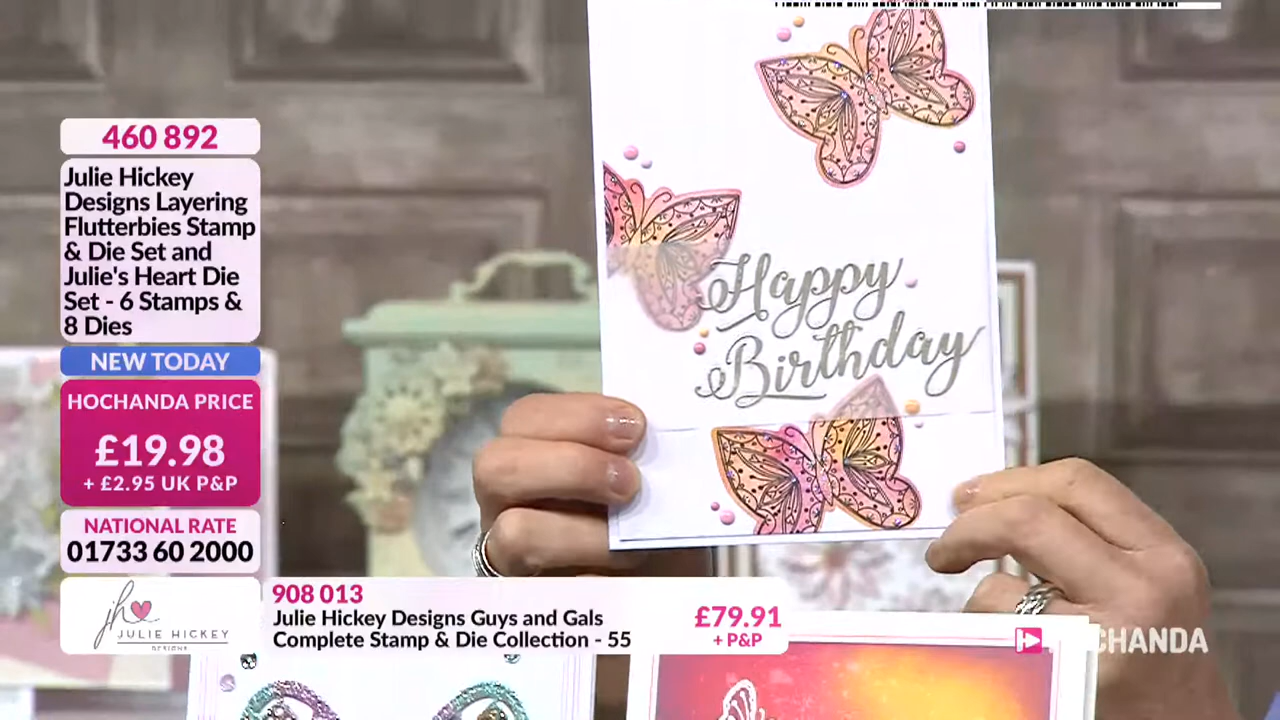 460 892
Julie Hickey
Designs Layering
Flutterbies Stamp
& Die Set and
Julie's Heart Die
Set - 6 Stamps &
8 Dies
NEW TODAY
HOCHANDA PRICE
£19.98
+ £2.95 UK P&P
NATIONAL RATE
01733 60 2000
jh
JULIE HICKEY
DESIGNS
908 013
Julie Hickey Designs Guys and Gals
Complete Stamp & Die Collection - 55
£79.91
+ P&P
Happy
Birthday
HOCHANDA